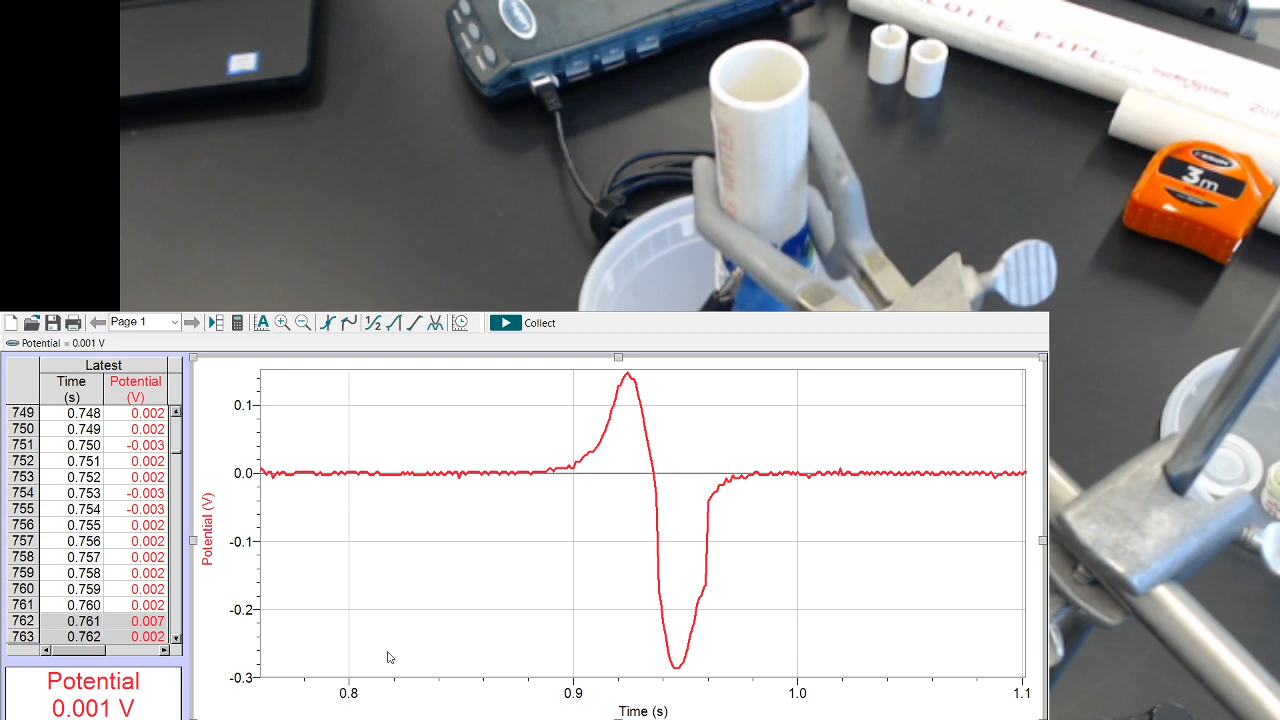 CHARLOTTE PIPE
3m
Page 1
Collect
Potential = 0.001 V
Latest
Time Potential
(s) (V)
749 0.748 0.002
750 0.749 0.002
751 0.750 -0.003
752 0.751 0.002
753 0.752 0.002
754 0.753 -0.003
755 0.754 -0.003
756 0.755 0.002
757 0.756 0.002
758 0.757 0.002
759 0.758 0.002
760 0.759 0.002
761 0.760 0.002
762 0.761 0.007
763 0.762 0.002
Potential
0.001 V
Potential (V)
0.1
0.0
-0.1
-0.2
-0.3
0.8 0.9 1.0 1.1
Time (s)